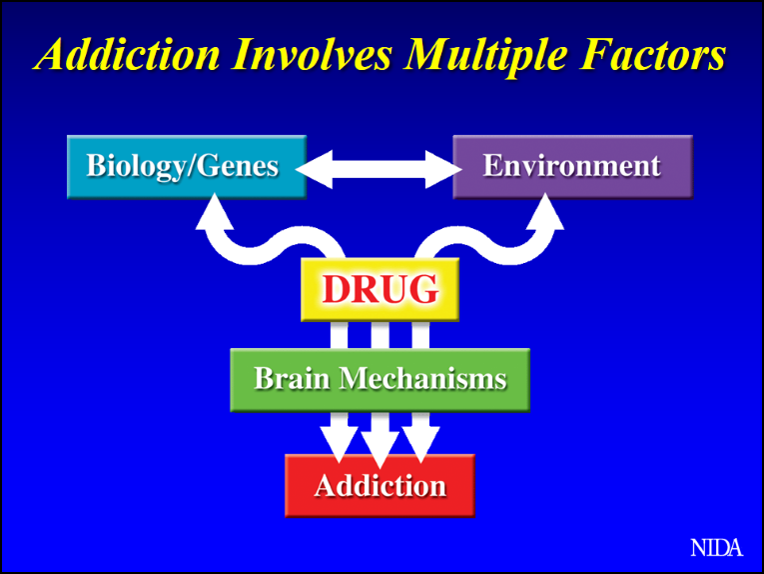 Addiction Involves Multiple Factors
Biology/Genes
Environment
DRUG
Brain Mechanisms
Addiction
NIDA